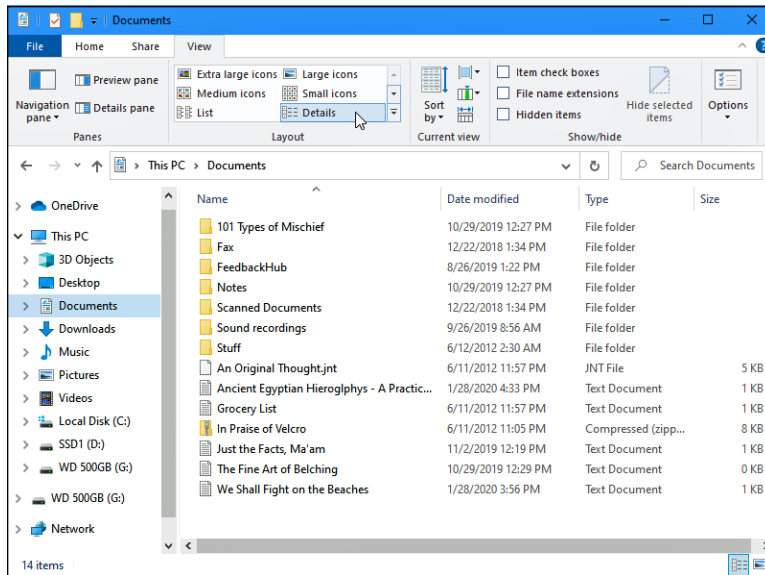 Documents
File Home Share View
Preview pane
Details pane
Navigation pane
Panes
Extra large icons Large icons
Medium icons Small icons
List Details
Layout
Sort by
Current view
Item check boxes
File name extensions
Hidden items
Hide selected items
Show/hide
Options
This PC > Documents
Search Documents
OneDrive
This PC
3D Objects
Desktop
Documents
Downloads
Music
Pictures
Videos
Local Disk (C:)
SSD1 (D:)
WD 500GB (G:)
WD 500GB (G:)
Network
Name Date modified Type Size
101 Types of Mischief 10/29/2019 12:27 PM File folder
Fax 12/22/2018 1:34 PM File folder
FeedbackHub 8/26/2019 1:22 PM File folder
Notes 10/29/2019 12:27 PM File folder
Scanned Documents 12/22/2018 1:34 PM File folder
Sound recordings 9/26/2019 8:56 AM File folder
Stuff 6/12/2012 2:30 AM File folder
An Original Thought.jnt 6/11/2012 11:57 PM JNT File 5 KB
Ancient Egyptian Hieroglphys - A Practic... 1/28/2020 4:33 PM Text Document 1 KB
Grocery List 6/11/2012 11:57 PM Text Document 1 KB
In Praise of Velcro 6/11/2012 11:05 PM Compressed (zipp... 8 KB
Just the Facts, Ma'am 11/2/2019 12:19 PM Text Document 1 KB
The Fine Art of Belching 10/29/2019 12:29 PM Text Document 0 KB
We Shall Fight on the Beaches 1/28/2020 3:56 PM Text Document 1 KB
14 items